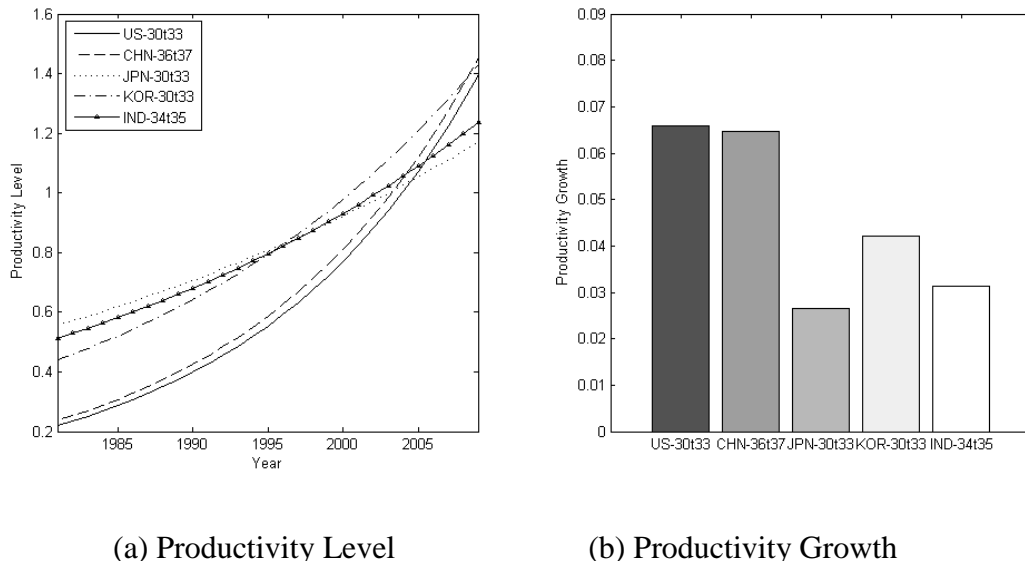 1.6
1.4
1.2
1
0.8
0.6
0.4
0.2
Productivity Level
US-30t33
CHN-36t37
JPN-30t33
KOR-30t33
IND-34t35
1985 1990 1995 2000 2005
Year
0.09
0.08
0.07
0.06
0.05
0.04
0.03
0.02
0.01
0
Productivity Growth
US-30t33 CHN-36t37 JPN-30t33 KOR-30t33 IND-34t35
(a) Productivity Level
(b) Productivity Growth